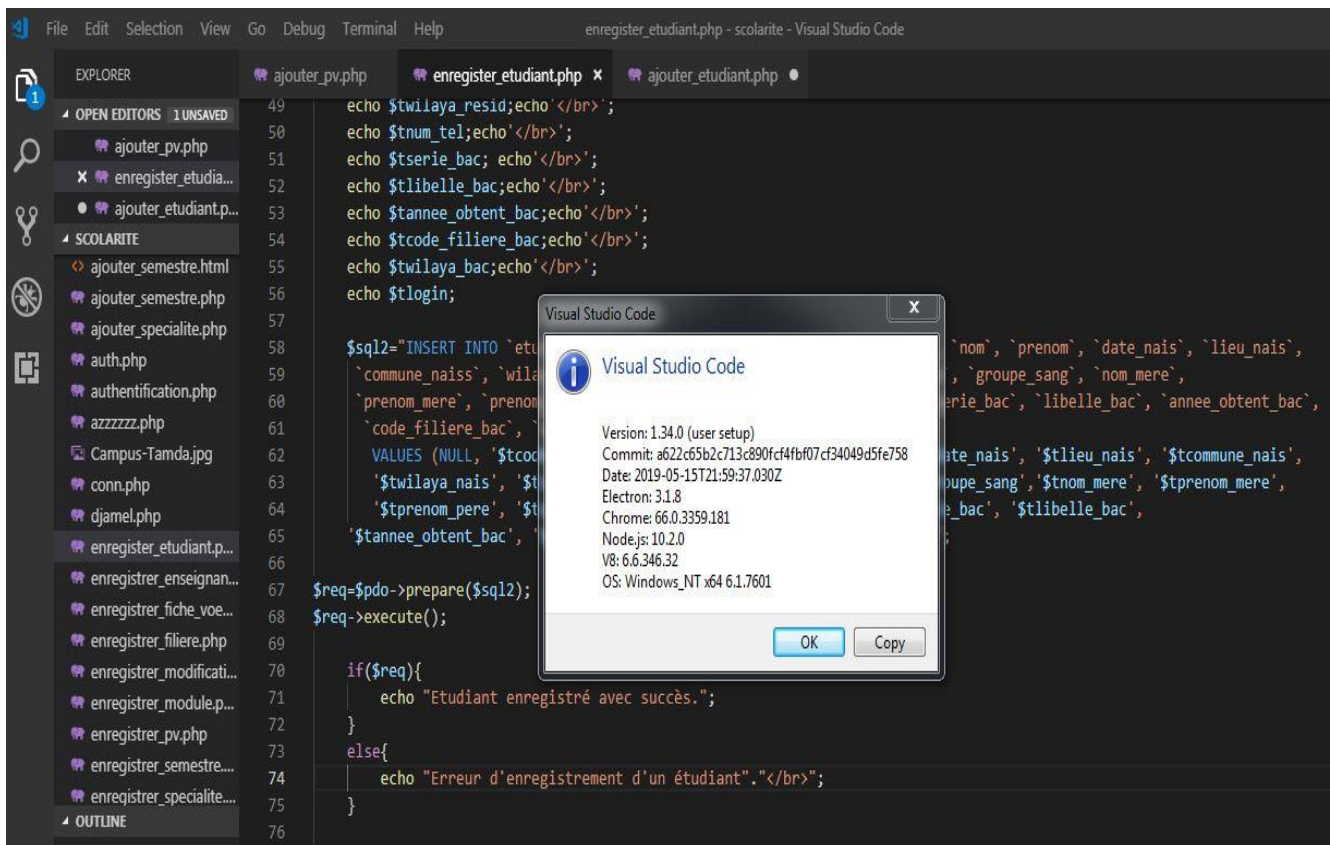 File Edit Selection View Go Debug Terminal Help
enregister_etudiant.php - scolarite - Visual Studio Code
EXPLORER
1
OPEN EDITORS 1 UNSAVED
ajouter_pv.php
enregister_etudia...
ajouter_etudiant.p...
SCOLARITE
ajouter_semestre.html
ajouter_semestre.php
ajouter_specialite.php
auth.php
authentification.php
azzzzzz.php
Campus-Tamda.jpg
conn.php
djamel.php
enregister_etudiant.p...
enregistrer_enseignan...
enregistrer_fiche_voe...
enregistrer_filiere.php
enregistrer_modificati...
enregistrer_module.p...
enregistrer_pv.php
enregistrer_semestre....
enregistrer_specialite....
OUTLINE
ajouter_pv.php enregister_etudiant.php ajouter_etudiant.php
49 echo $twilaya_resid;echo'</br>';
50 echo $tnum_tel;echo'</br>';
51 echo $tserie_bac; echo'</br>';
52 echo $tlibelle_bac;echo'</br>';
53 echo $tannee_obtent_bac;echo'</br>';
54 echo $tcode_filiere_bac;echo'</br>';
55 echo $twilaya_bac;echo'</br>';
56 echo $tlogin;
57
58 $sql2="INSERT INTO `etu `nom`, `prenom`, `date_nais`, `lieu_nais`,
59 `commune_naiss`, `wila , `groupe_sang`, `nom_mere`,
60 `prenom_mere`, `prenom erie_bac`, `libelle_bac`, `annee_obtent_bac`,
61 `code_filiere_bac`, `
62 VALUES (NULL, '$tcod ate_nais', '$tlieu_nais', '$tcommune_nais',
63 '$twilaya_nais', '$t oupe_sang','$tnom_mere', '$tprenom_mere',
64 '$tprenom_pere', '$t e_bac', '$tlibelle_bac',
65 '$tannee_obtent_bac', ' ;
66
67 $req=$pdo->prepare($sql2);
68 $req->execute();
69
70 if($req){
71 echo "Etudiant enregistré avec succès.";
72 }
73 else{
74 echo "Erreur d'enregistrement d'un étudiant"."</br>";
75 }
76
Visual Studio Code
X
Visual Studio Code
Version: 1.34.0 (user setup)
Commit: a622c65b2c713c890fcf4fbf07cf34049d5fe758
Date: 2019-05-15T21:59:37.030Z
Electron: 3.1.8
Chrome: 66.0.3359.181
Node.js: 10.2.0
V8: 6.6.346.32
OS: Windows_NT x64 6.1.7601
OK Copy